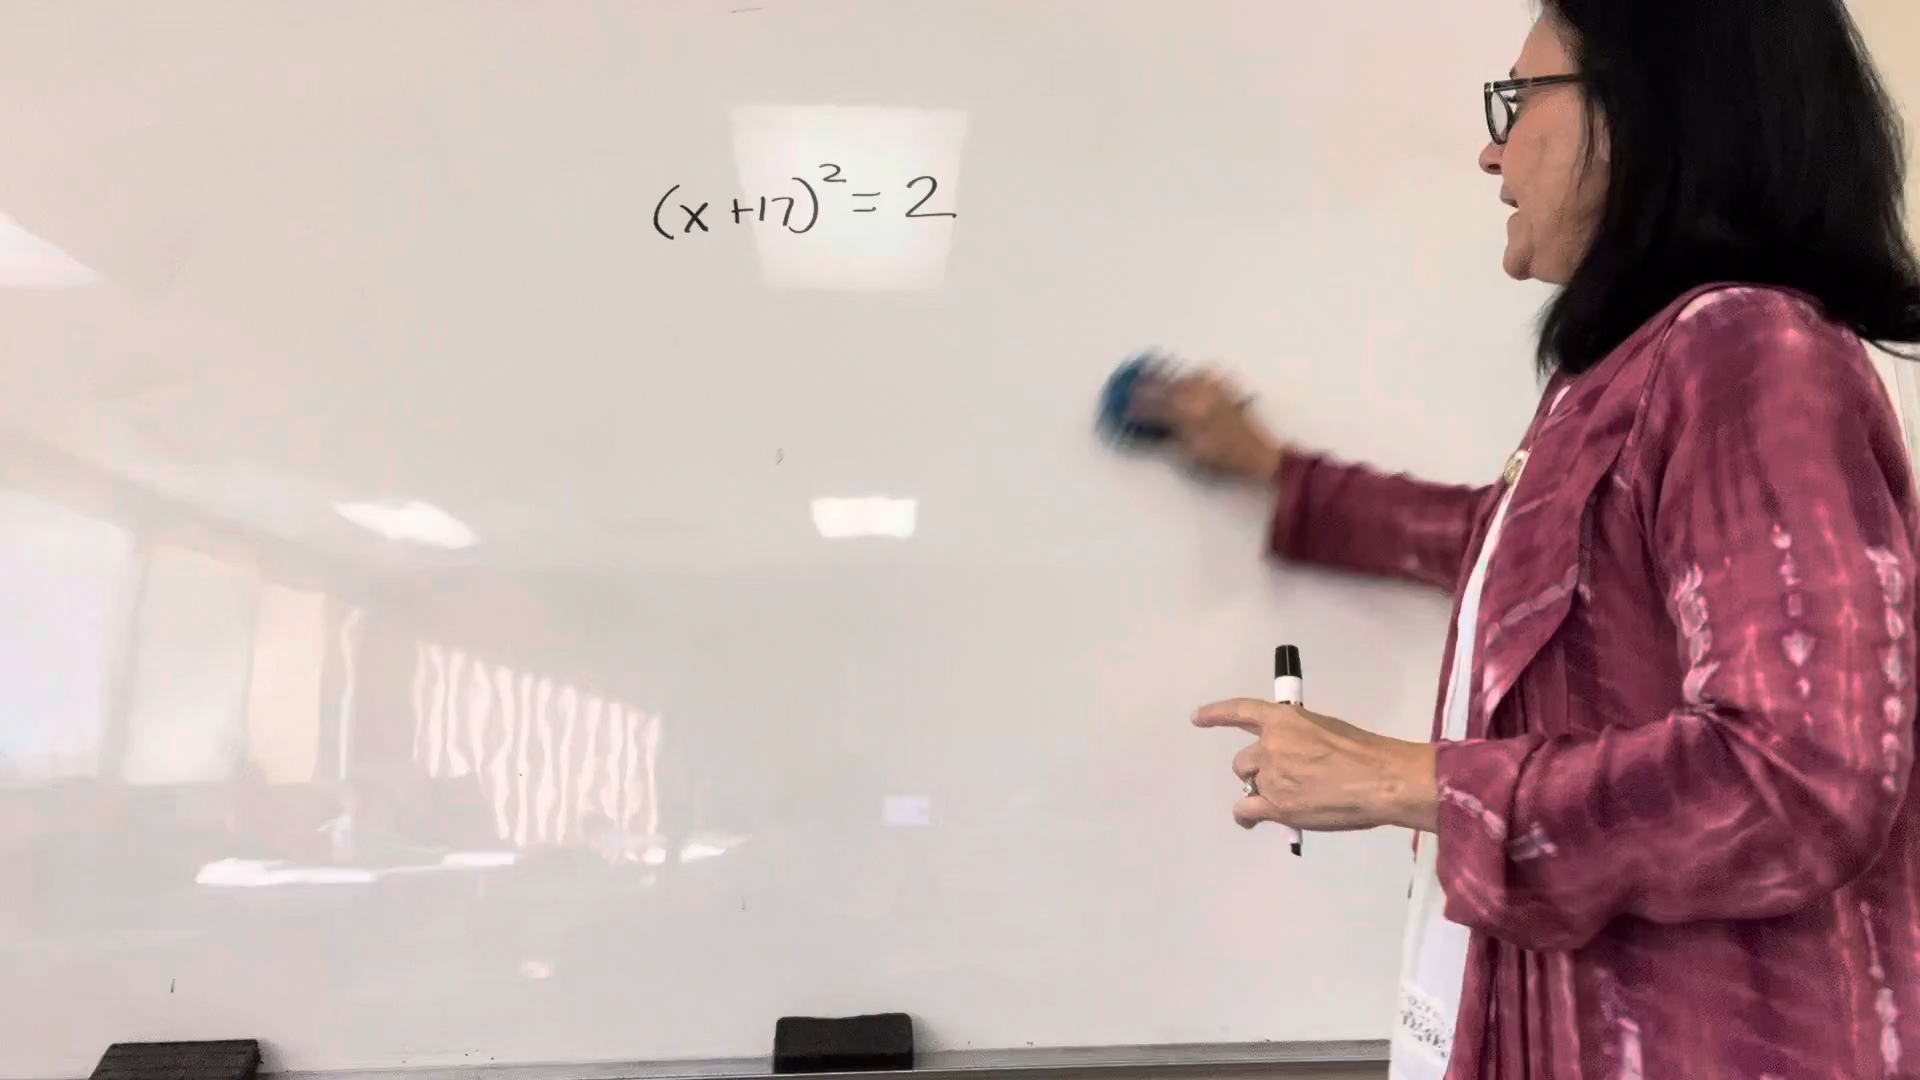 (x +17)² = 2